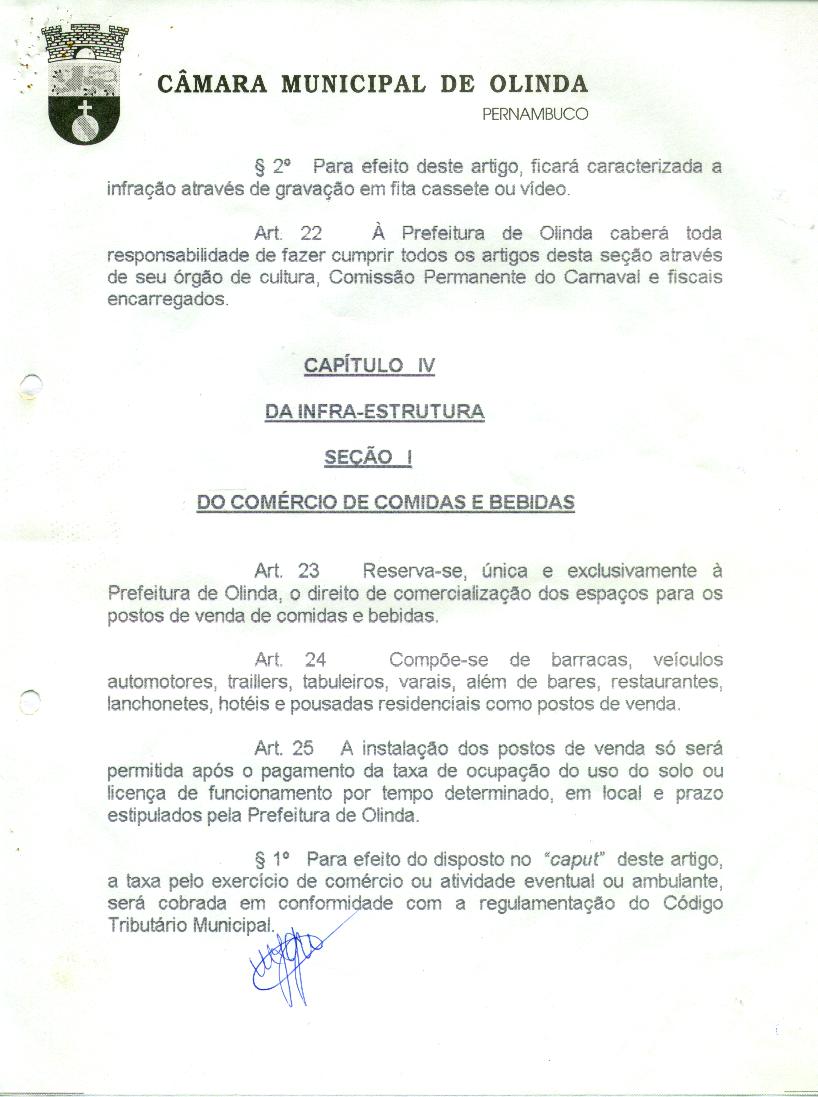 CÂMARA MUNICIPAL DE OLINDA
PERNAMBUCO
§ 2º Para efeito deste artigo, ficará caracterizada a
infração através de gravação em fita cassete ou vídeo.
Art. 22 À Prefeitura de Olinda caberá toda
responsabilidade de fazer cumprir todos os artigos desta seção através
de seu órgão de cultura, Comissão Permanente do Carnaval e fiscais
encarregados.
CAPÍTULO IV
DA INFRA-ESTRUTURA
SEÇÃO I
DO COMÉRCIO DE COMIDAS E BEBIDAS
Art. 23 Reserva-se, única e exclusivamente à
Prefeitura de Olinda, o direito de comercialização dos espaços para os
postos de venda de comidas e bebidas.
Art. 24 Compõe-se de barracas, veículos
automotores, traillers, tabuleiros, varais, além de bares, restaurantes,
lanchonetes, hotéis e pousadas residenciais como postos de venda.
Art. 25 A instalação dos postos de venda só será
permitida após o pagamento da taxa de ocupação do uso do solo ou
licença de funcionamento por tempo determinado, em local e prazo
estipulados pela Prefeitura de Olinda.
§ 1º Para efeito do disposto no "caput" deste artigo,
a taxa pelo exercício de comércio ou atividade eventual ou ambulante,
será cobrada em conformidade com a regulamentação do Código
Tributário Municipal.